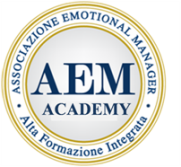 ASSOCIAZIONE EMOTIONAL MANAGER
AEM
ACADEMY
Alta Formazione Integrata